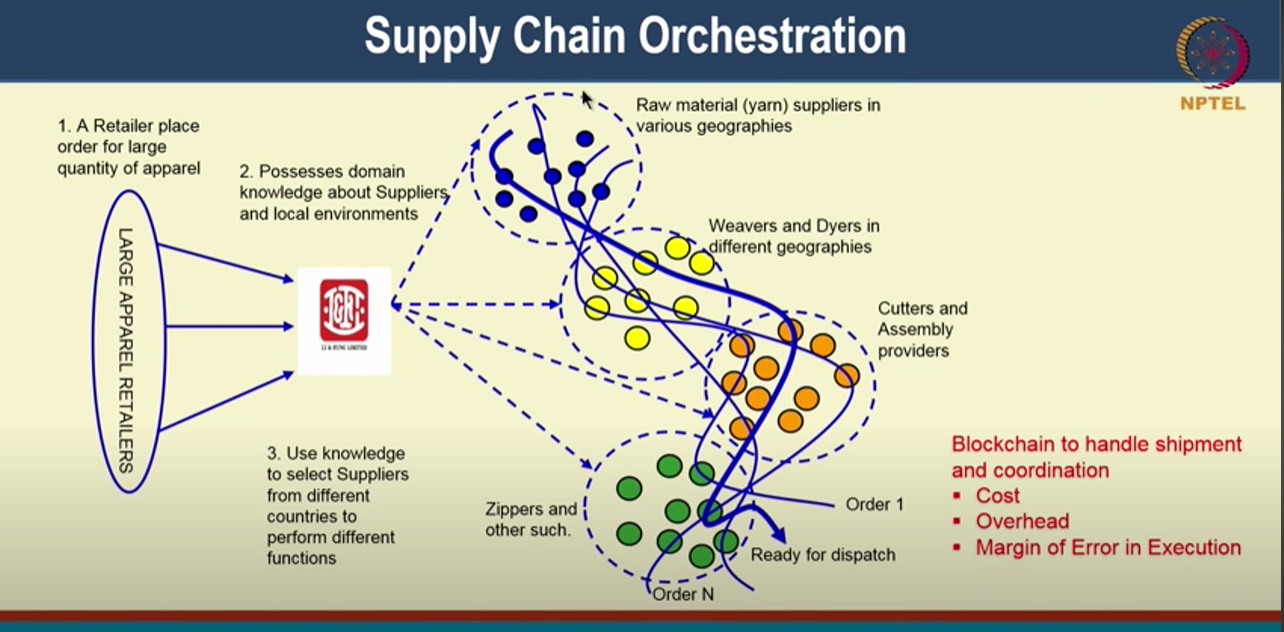 Supply Chain Orchestration
NPTEL
1. A Retailer place
order for large
quantity of apparel
2. Possesses domain
knowledge about Suppliers
and local environments
Raw material (yarn) suppliers in
various geographies
Weavers and Dyers in
different geographies
Cutters and
Assembly
providers
LARGE APPAREL RETAILERS
LI & FUNG LIMITED
3. Use knowledge
to select Suppliers
from different
countries to
perform different
functions
Zippers and
other such.
Order 1
Ready for dispatch
Order N
Blockchain to handle shipment
and coordination
▪ Cost
▪ Overhead
▪ Margin of Error in Execution